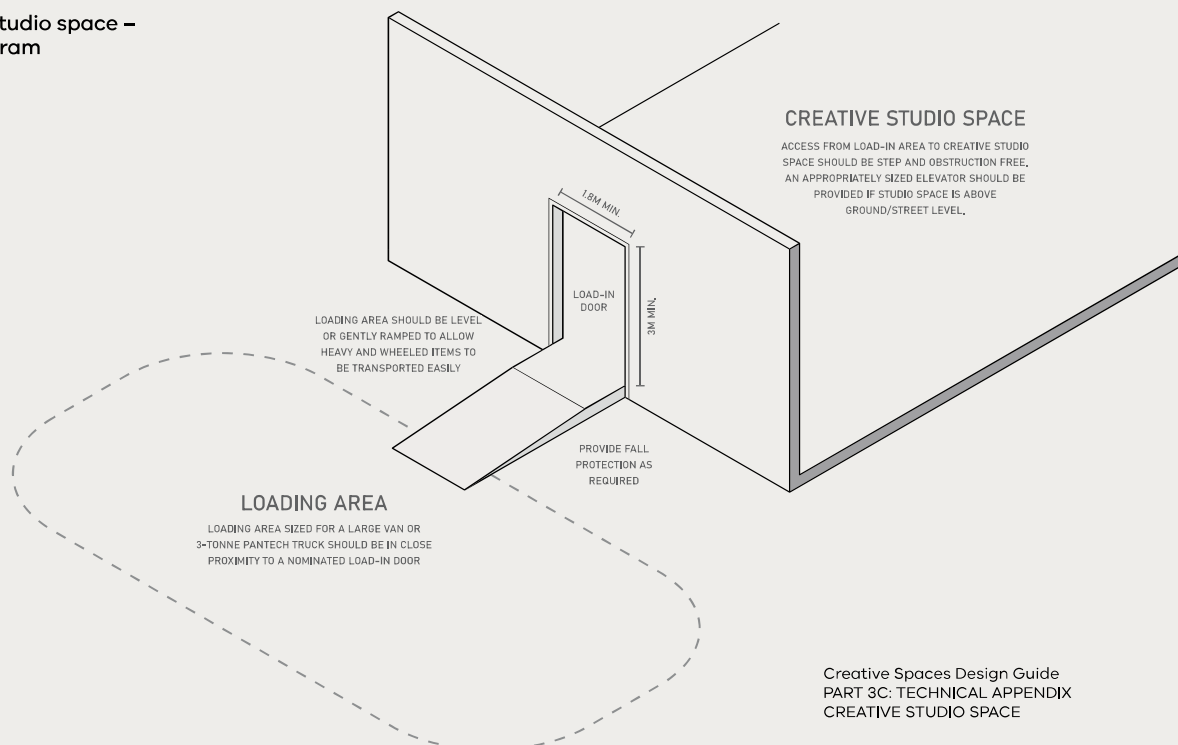 tudio space –
ram
CREATIVE STUDIO SPACE
ACCESS FROM LOAD-IN AREA TO CREATIVE STUDIO
SPACE SHOULD BE STEP AND OBSTRUCTION FREE.
AN APPROPRIATELY SIZED ELEVATOR SHOULD BE
PROVIDED IF STUDIO SPACE IS ABOVE
GROUND/STREET LEVEL.
1.8M MIN.
LOAD-IN
DOOR
3M MIN.
LOADING AREA SHOULD BE LEVEL
OR GENTLY RAMPED TO ALLOW
HEAVY AND WHEELED ITEMS TO
BE TRANSPORTED EASILY
PROVIDE FALL
PROTECTION AS
REQUIRED
LOADING AREA
LOADING AREA SIZED FOR A LARGE VAN OR
3-TONNE PANTECH TRUCK SHOULD BE IN CLOSE
PROXIMITY TO A NOMINATED LOAD-IN DOOR
Creative Spaces Design Guide
PART 3C: TECHNICAL APPENDIX
CREATIVE STUDIO SPACE